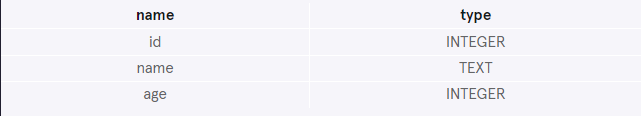 name type
id INTEGER
name TEXT
age INTEGER